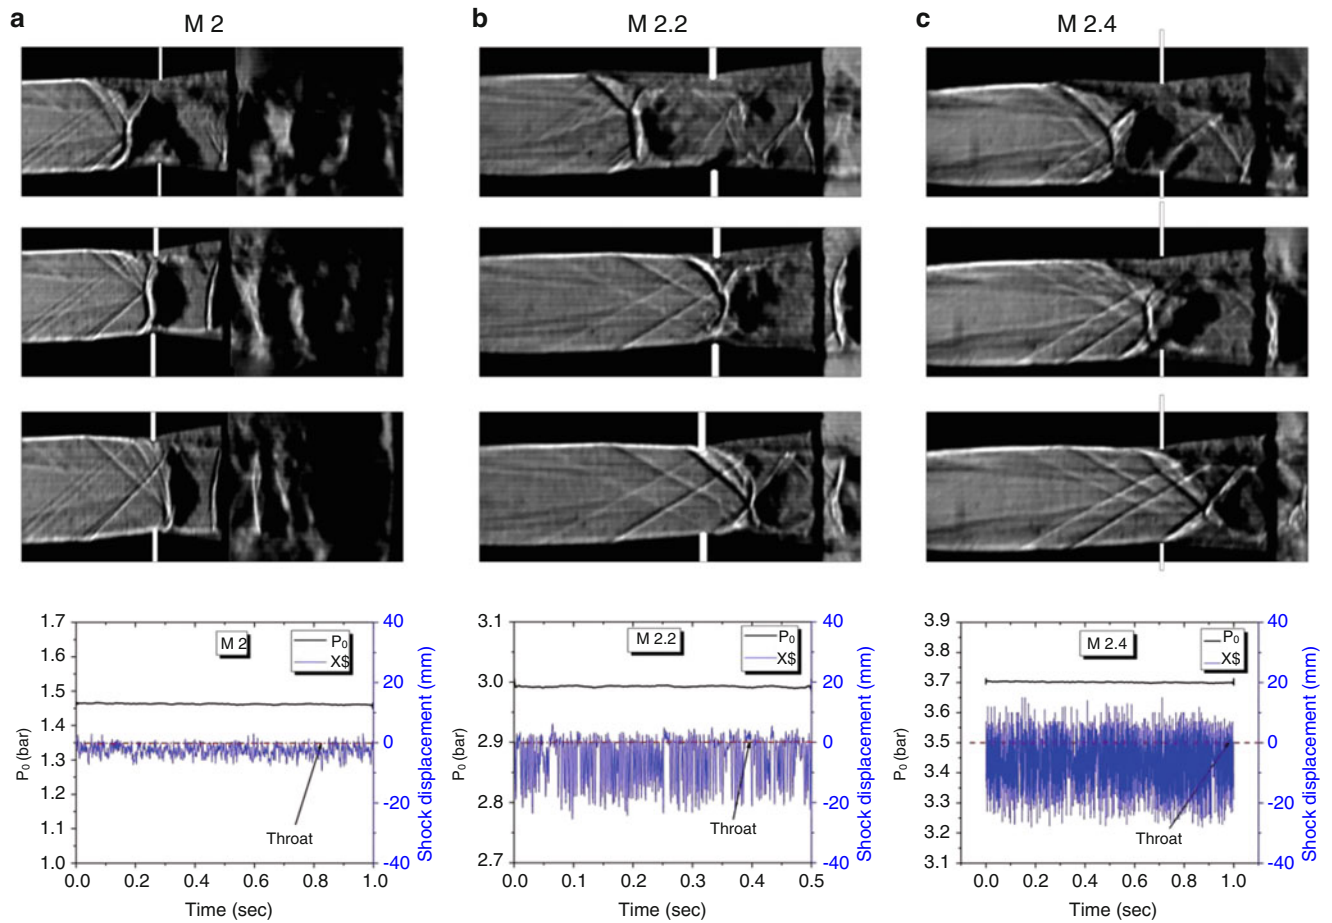 a
M 2
b
M 2.2
c
M 2.4
1.7
1.6
1.5
1.4
1.3
1.2
1.1
1.0
P₀ (bar)
M 2
P₀
X$
Throat
40
20
0
-20
-40
Shock displacement (mm)
0.0 0.2 0.4 0.6 0.8 1.0
Time (sec)
3.1
3.0
2.9
2.8
2.7
P₀ (bar)
M 2.2
P₀
X$
Throat
40
20
0
-20
-40
Shock displacement (mm)
0.0 0.1 0.2 0.3 0.4 0.5
Time (sec)
3.9
3.8
3.7
3.6
3.5
3.4
3.3
3.2
3.1
P₀ (bar)
M 2.4
P₀
X$
Throat
40
20
0
-20
-40
Shock displacement (mm)
0.0 0.2 0.4 0.6 0.8 1.0
Time (sec)